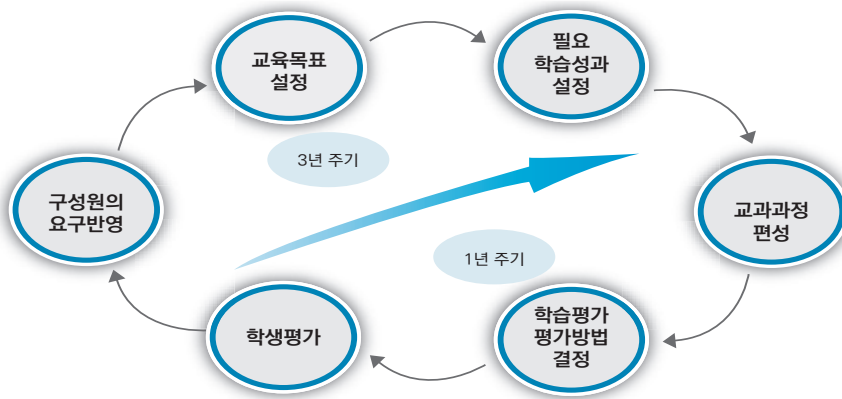 교육목표
설정
필요
학습성과
설정
3년 주기
구성원의
요구반영
교과과정
편성
1년 주기
학생평가
학습평가
평가방법
결정